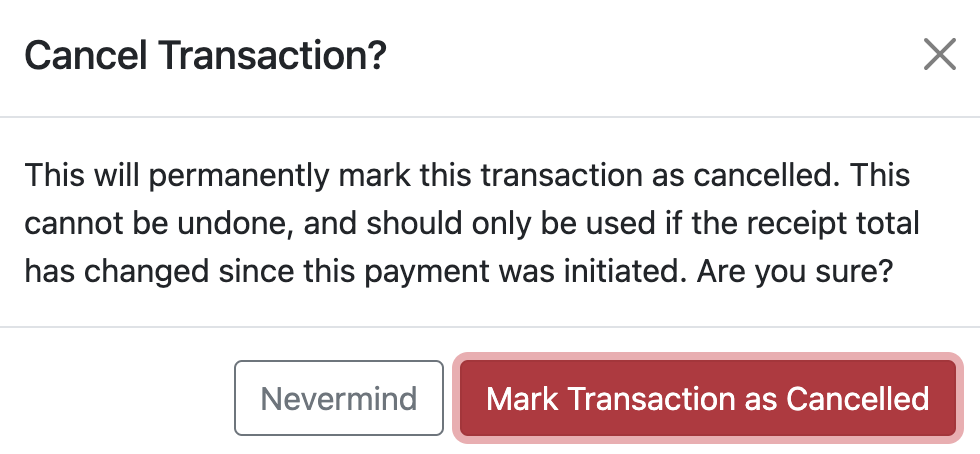 Cancel Transaction?
This will permanently mark this transaction as cancelled. This
cannot be undone, and should only be used if the receipt total
has changed since this payment was initiated. Are you sure?
Nevermind
Mark Transaction as Cancelled